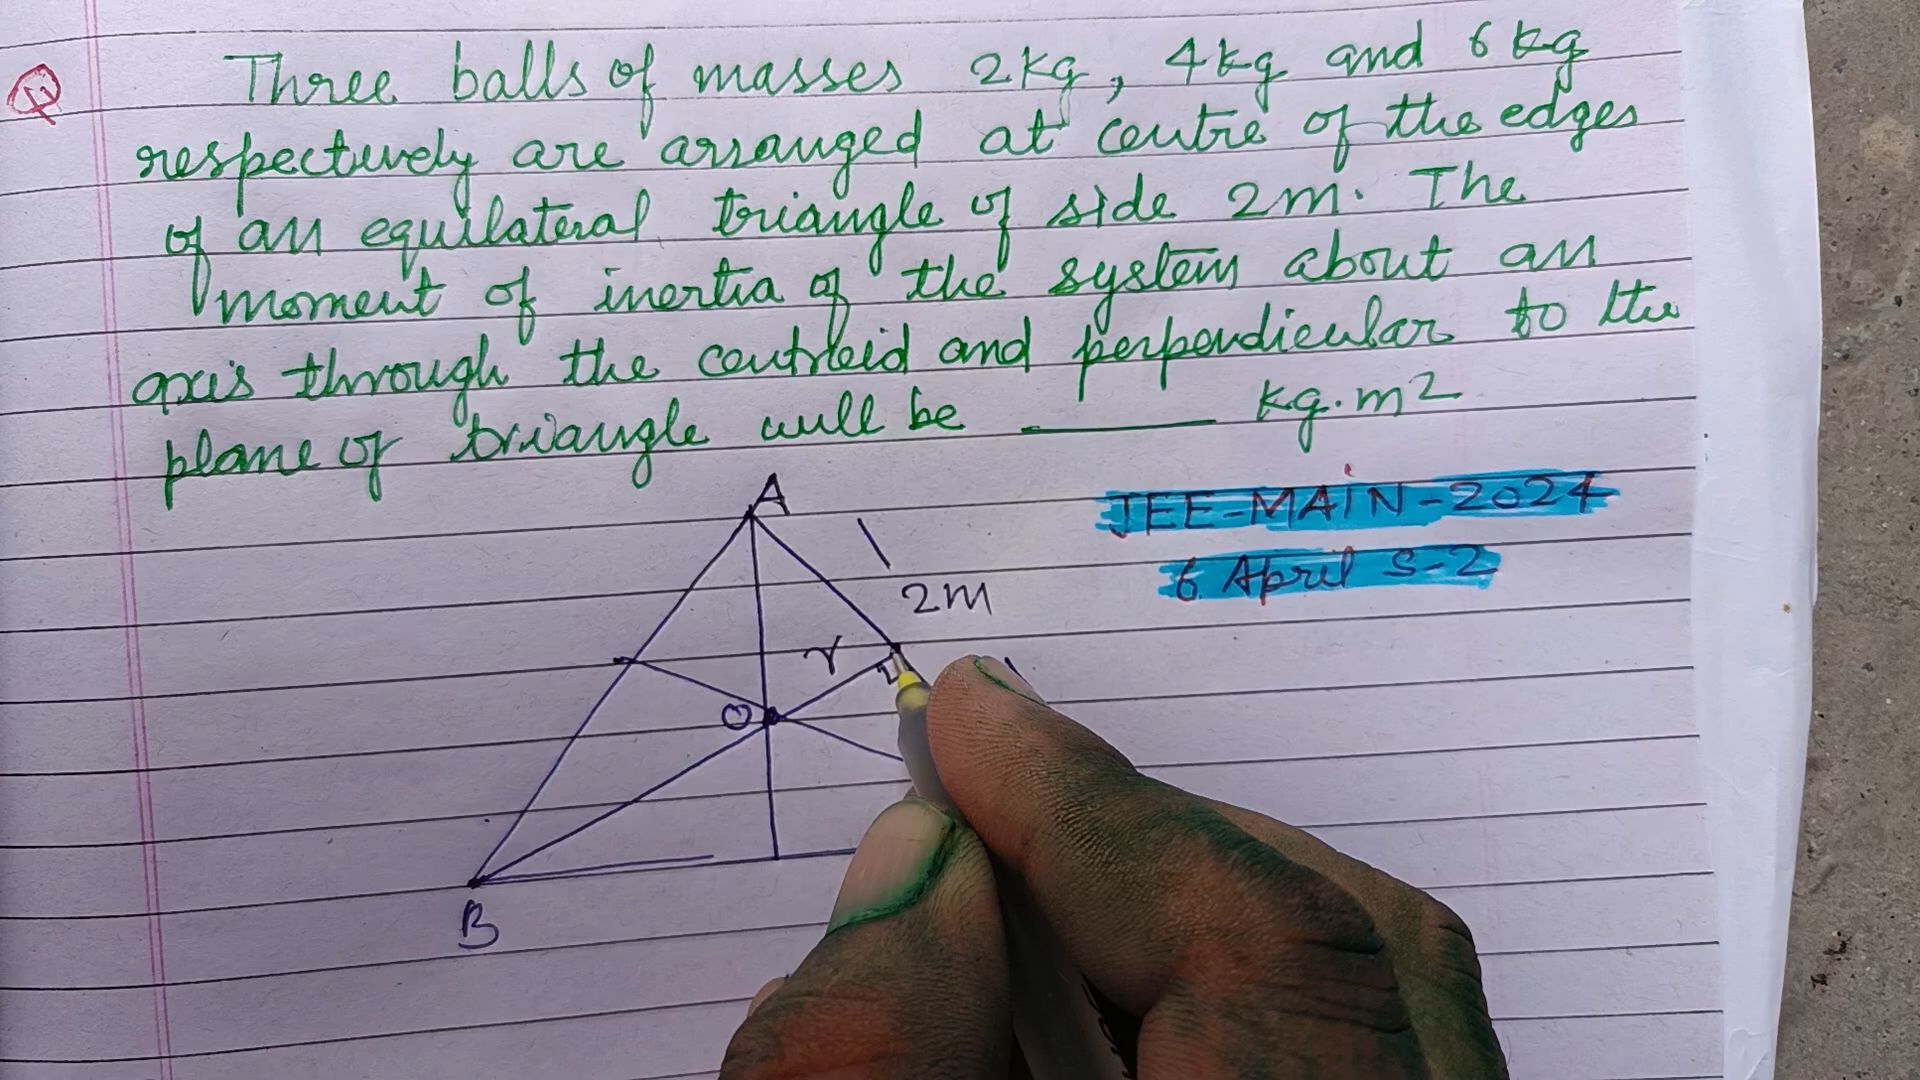 Q Three balls of masses 2kg, 4kg and 6kg
respectively are arranged at centre of the edges
of an equilateral triangle of side 2m. The
moment of inertia of the system about an
axis through the centroid and perpendicular to the
plane of triangle will be ______ kg.m2
A
JEE-MAIN-2024
6 April S-2
2m
r
O
B